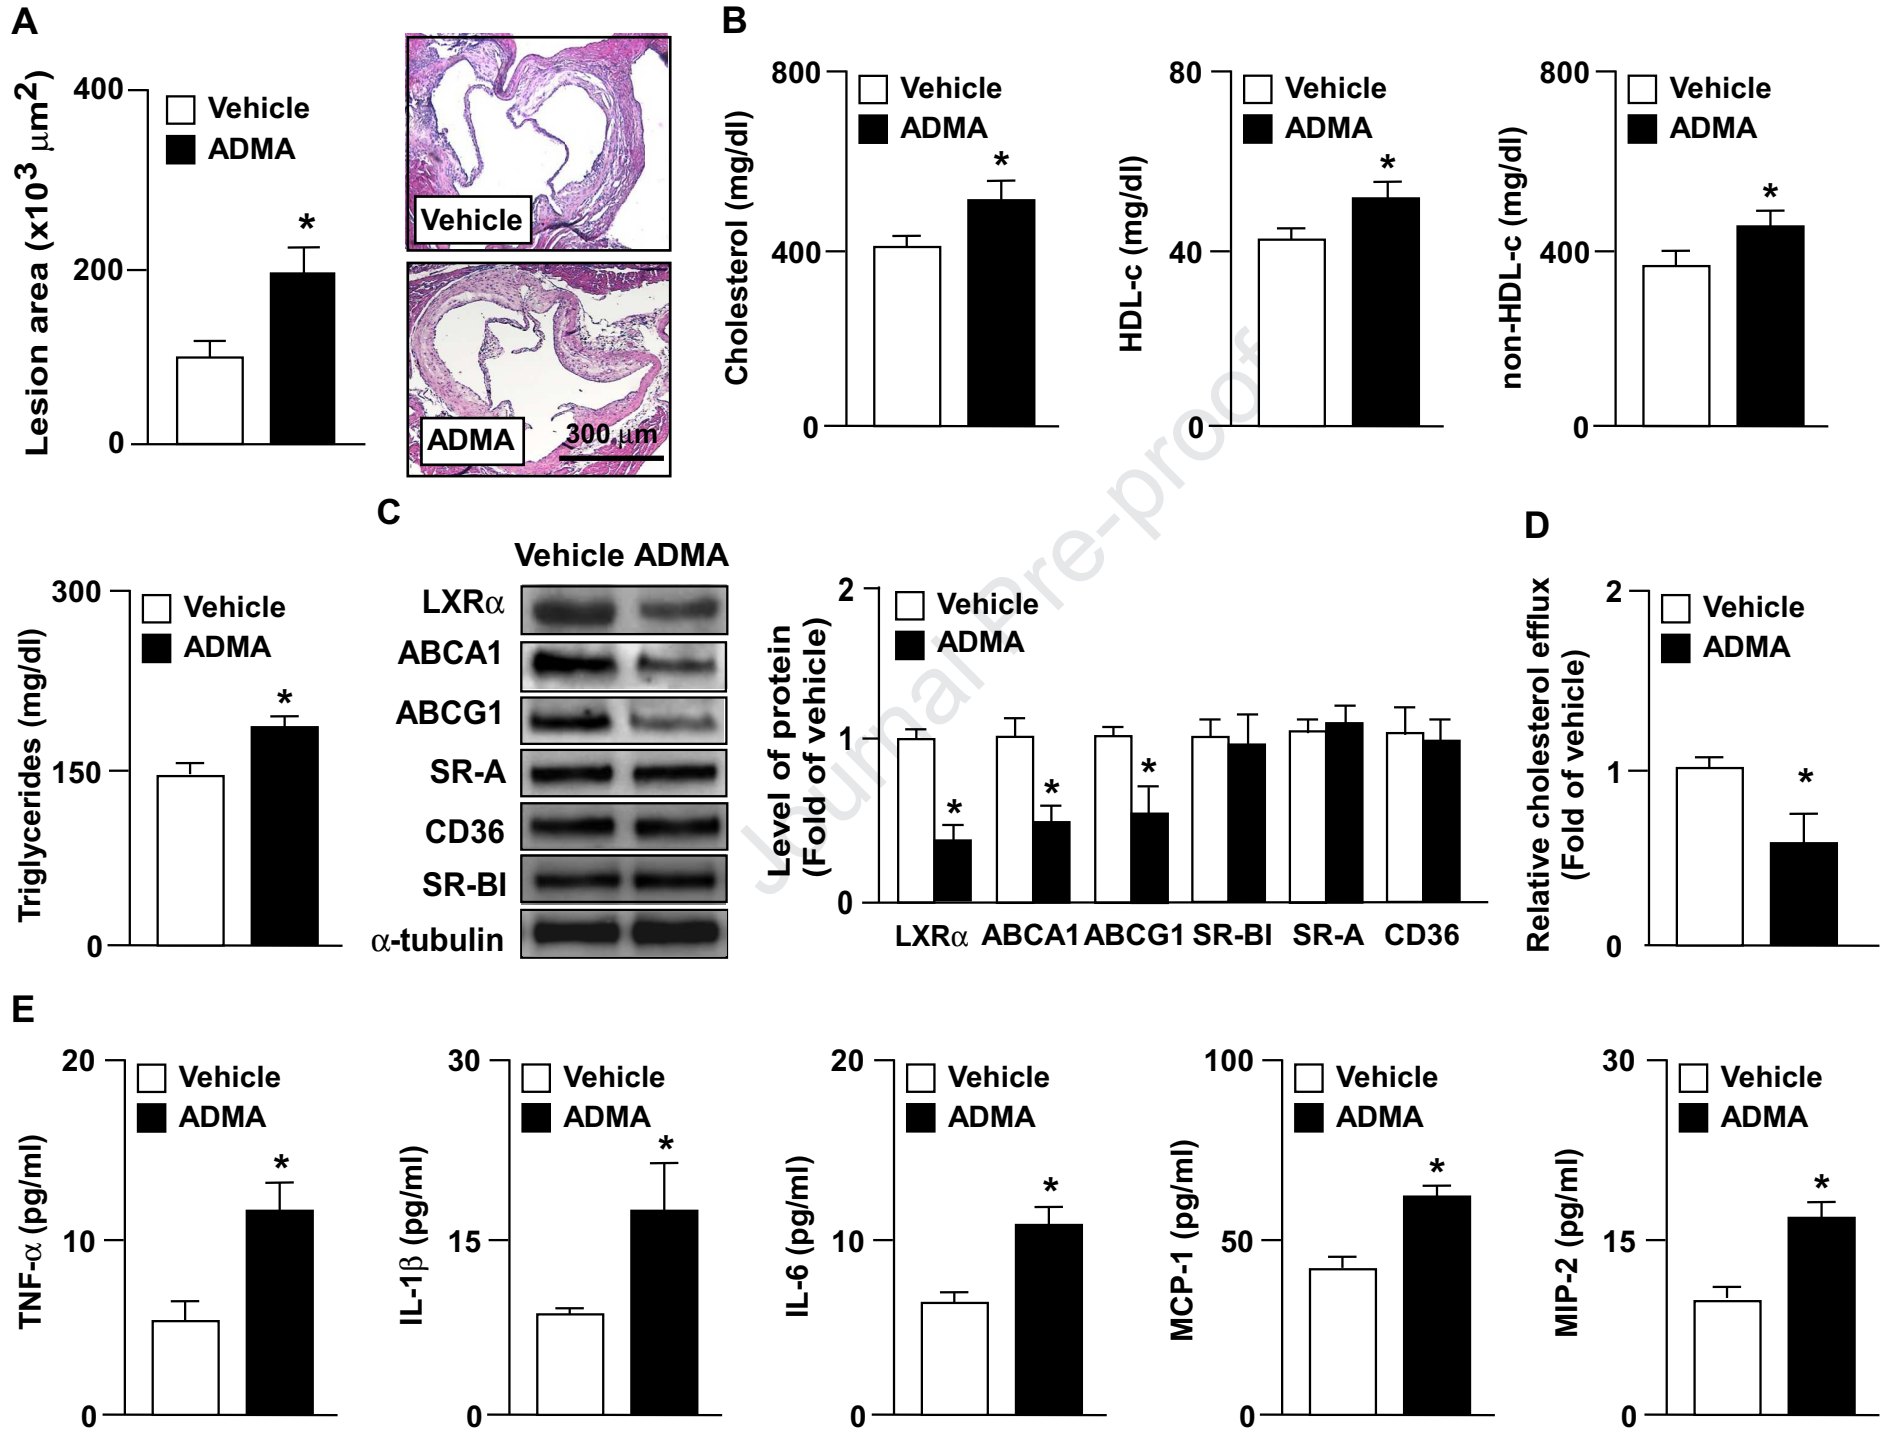 A
Lesion area (x10³ μm²)
400
200
0
Vehicle
ADMA
Vehicle
ADMA
300 μm
B
Cholesterol (mg/dl)
800
400
0
Vehicle
ADMA
*
HDL-c (mg/dl)
80
40
0
Vehicle
ADMA
*
non-HDL-c (mg/dl)
800
400
0
Vehicle
ADMA
*
*
Triglycerides (mg/dl)
300
150
0
Vehicle
ADMA
*
C
Vehicle ADMA
LXRα
ABCA1
ABCG1
SR-A
CD36
SR-BI
α-tubulin
Level of protein
(Fold of vehicle)
2
1
0
Vehicle
ADMA
* * *
LXRα ABCA1 ABCG1 SR-BI SR-A CD36
D
Relative cholesterol efflux
(Fold of vehicle)
2
1
0
Vehicle
ADMA
*
E
TNF-α (pg/ml)
20
10
0
Vehicle
ADMA
*
IL-1β (pg/ml)
30
15
0
Vehicle
ADMA
*
IL-6 (pg/ml)
20
10
0
Vehicle
ADMA
*
MCP-1 (pg/ml)
100
50
0
Vehicle
ADMA
*
MIP-2 (pg/ml)
30
15
0
Vehicle
ADMA
*
Journal Pre-proof